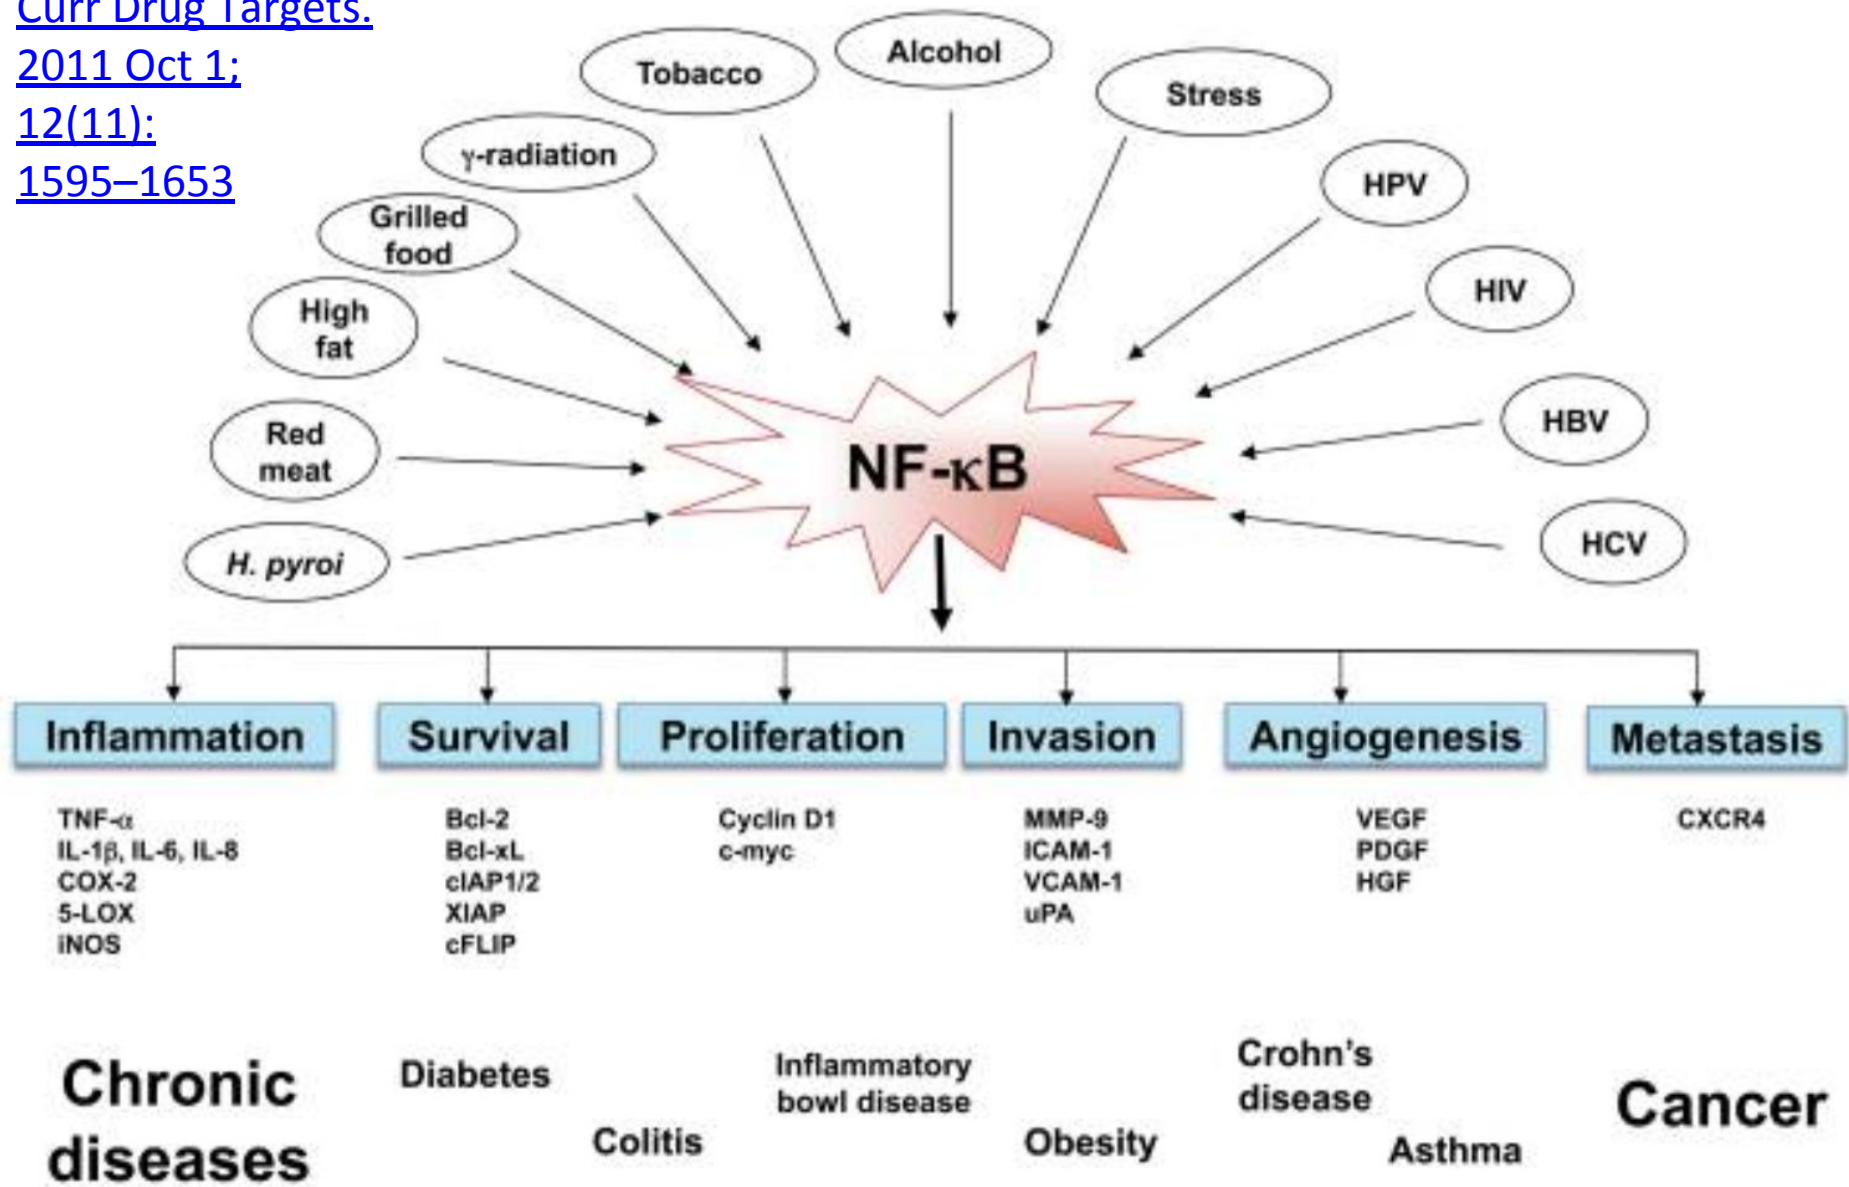 Curr Drug Targets.
2011 Oct 1;
12(11):
1595–1653
Tobacco
Alcohol
Stress
γ-radiation
HPV
Grilled
food
HIV
High
fat
HBV
Red
meat
HCV
H. pyroi
NF-κB
Inflammation
Survival
Proliferation
Invasion
Angiogenesis
Metastasis
TNF-α
IL-1β, IL-6, IL-8
COX-2
5-LOX
iNOS
Bcl-2
Bcl-xL
cIAP1/2
XIAP
cFLIP
Cyclin D1
c-myc
MMP-9
ICAM-1
VCAM-1
uPA
VEGF
PDGF
HGF
CXCR4
Chronic
diseases
Diabetes
Colitis
Inflammatory
bowl disease
Obesity
Crohn's
disease
Asthma
Cancer